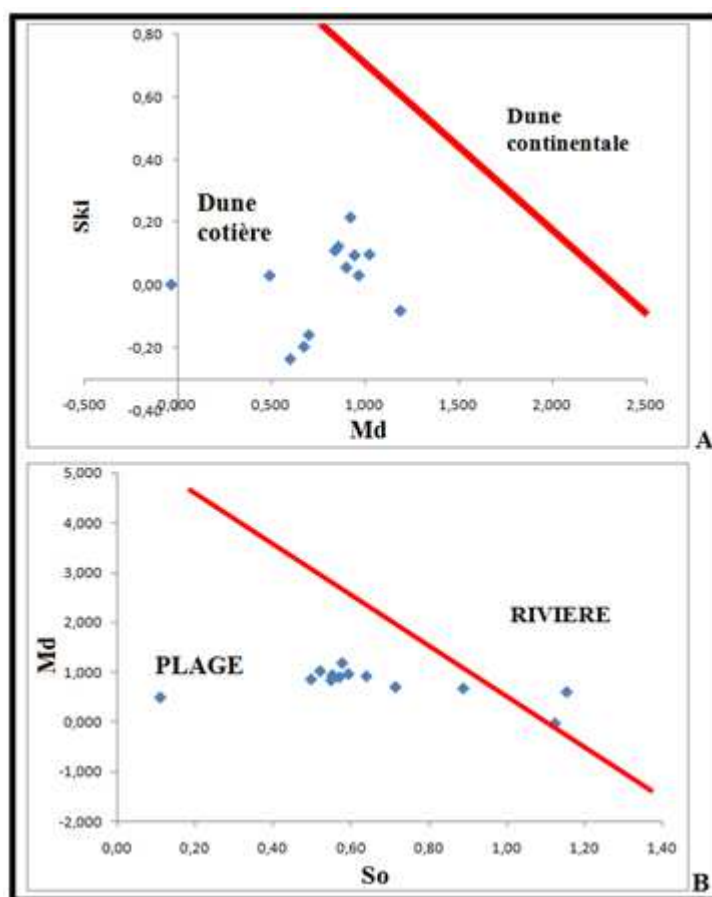 0,80
0,60
Dune
continentale
0,40
Ski
0,20
Dune
cotière
0,00
-0,20
-0,40
-0,500
0,000
0,500
1,000
1,500
2,000
2,500
Md
A
5,000
4,000
3,000
Md
2,000
RIVIERE
PLAGE
1,000
0,000
-1,000
-2,000
0,00
0,20
0,40
0,60
0,80
1,00
1,20
1,40
So
B